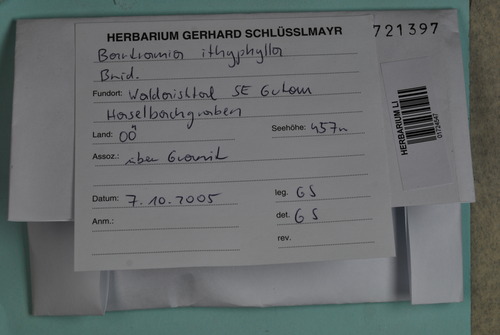 HERBARIUM GERHARD SCHLÜSSLMAYR
721397
Bartramia ithyphylla
Brid.
Fundort: Waldaisttal SE Gutau
Haselbachgraben
Land: OÖ Seehöhe: 457m
Assoz.: über Granit
Datum: 7.10.2005 leg. GS
Anm.: det. GS
rev.
HERBARIUM LI